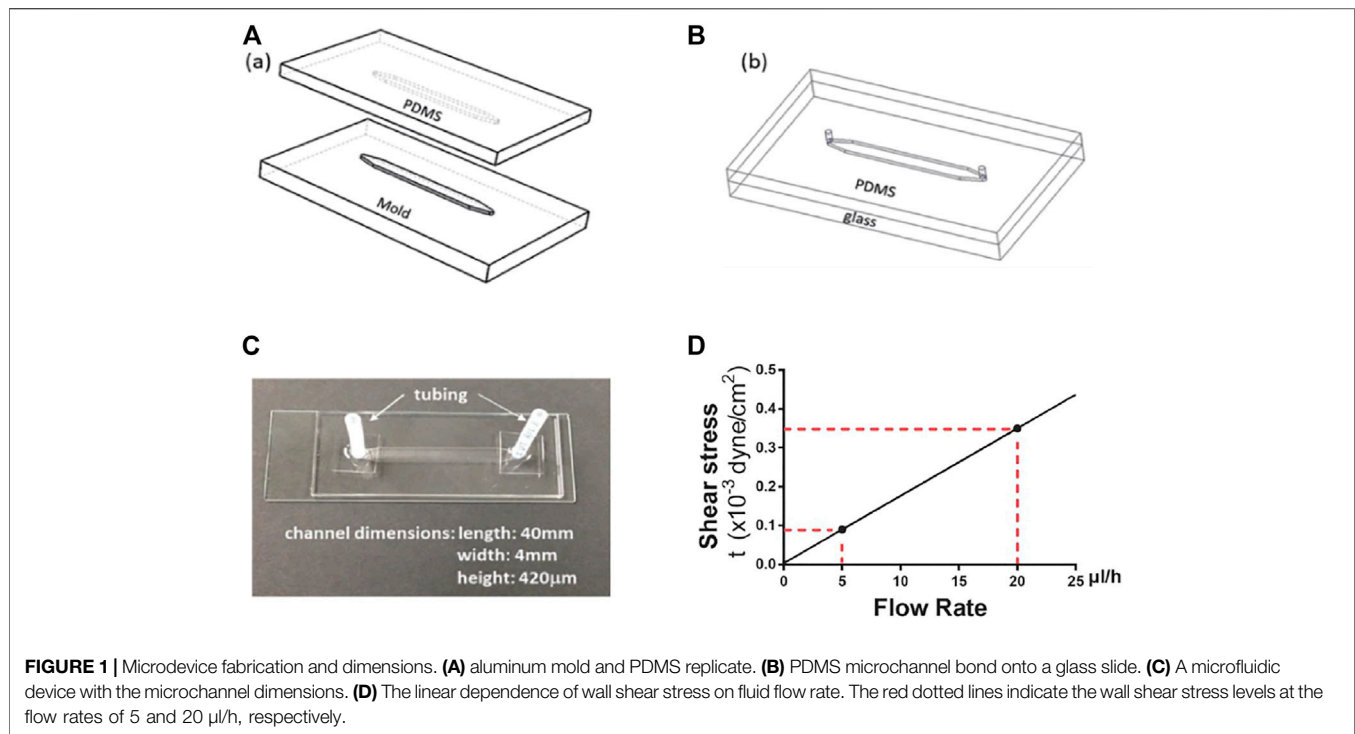 A
(a)
PDMS
Mold
B
(b)
PDMS
glass
C
tubing
channel dimensions: length: 40mm
width: 4mm
height: 420µm
D
Shear stress
t (x10⁻³ dyne/cm²)
0.5
0.4
0.3
0.2
0.1
0.0
0 5 10 15 20 25 µl/h
Flow Rate
FIGURE 1 | Microdevice fabrication and dimensions. (A) aluminum mold and PDMS replicate. (B) PDMS microchannel bond onto a glass slide. (C) A microfluidic
device with the microchannel dimensions. (D) The linear dependence of wall shear stress on fluid flow rate. The red dotted lines indicate the wall shear stress levels at the
flow rates of 5 and 20 µl/h, respectively.